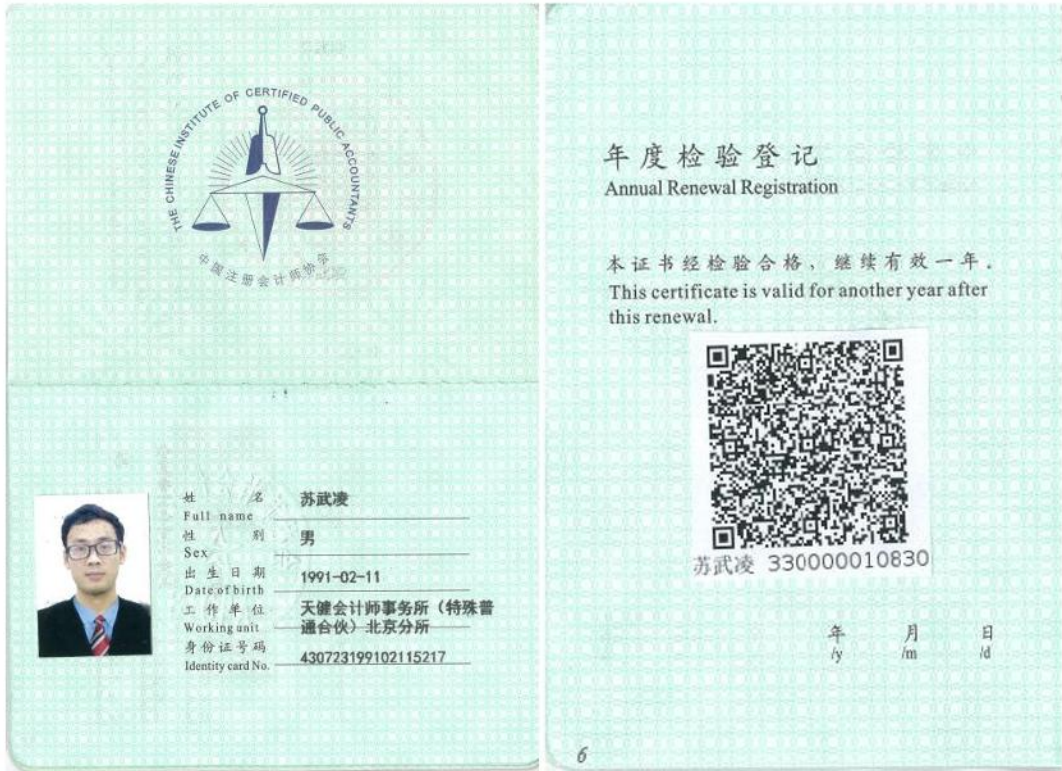 THE CHINESE INSTITUTE OF CERTIFIED PUBLIC ACCOUNTANTS
中国注册会计师协会
姓名 苏武凌
Full name
性别 男
Sex
出生日期 1991-02-11
Date of birth
工作单位 天健会计师事务所（特殊普
Working unit 通合伙）北京分所
身份证号码 430723199102115217
Identity card No.
年度检验登记
Annual Renewal Registration
本证书经检验合格，继续有效一年。
This certificate is valid for another year after
this renewal.
苏武凌 330000010830
年 月 日
/y /m /d
6